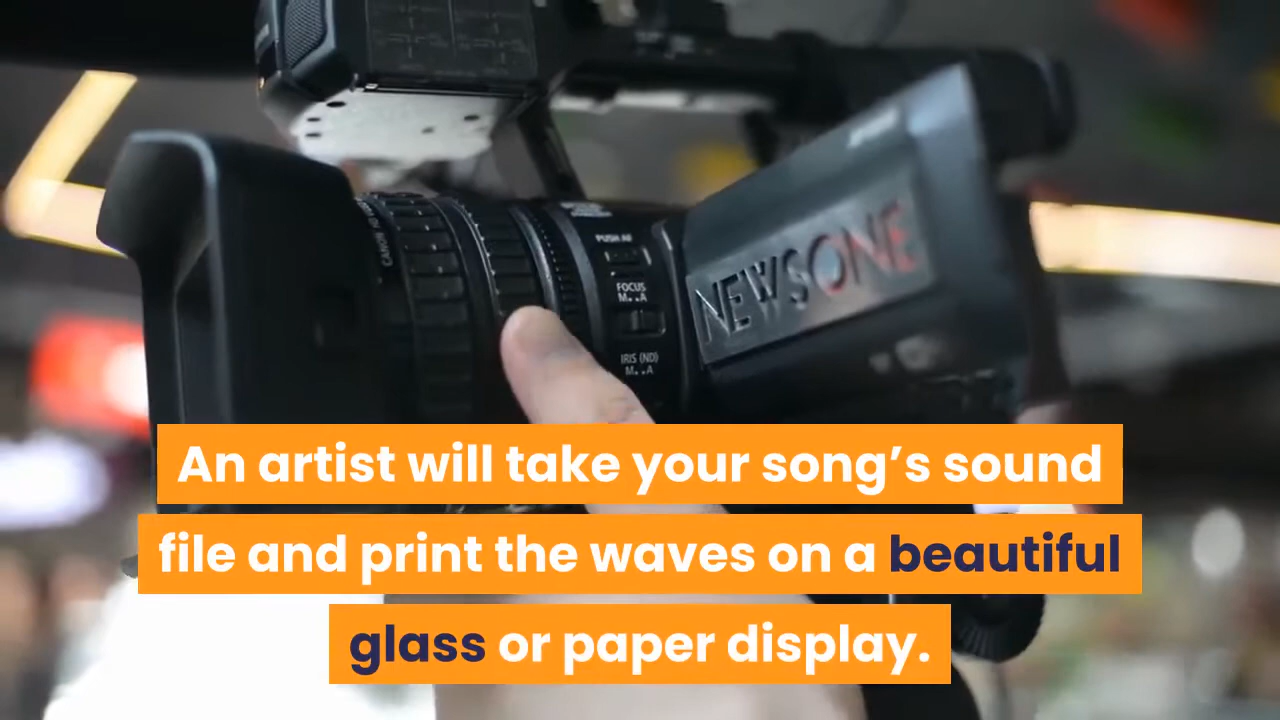 CANON
PUSH AF
FOCUS
M A
NEWSONE
IRIS (ND)
M A
An artist will take your song’s sound
file and print the waves on a beautiful
glass or paper display.